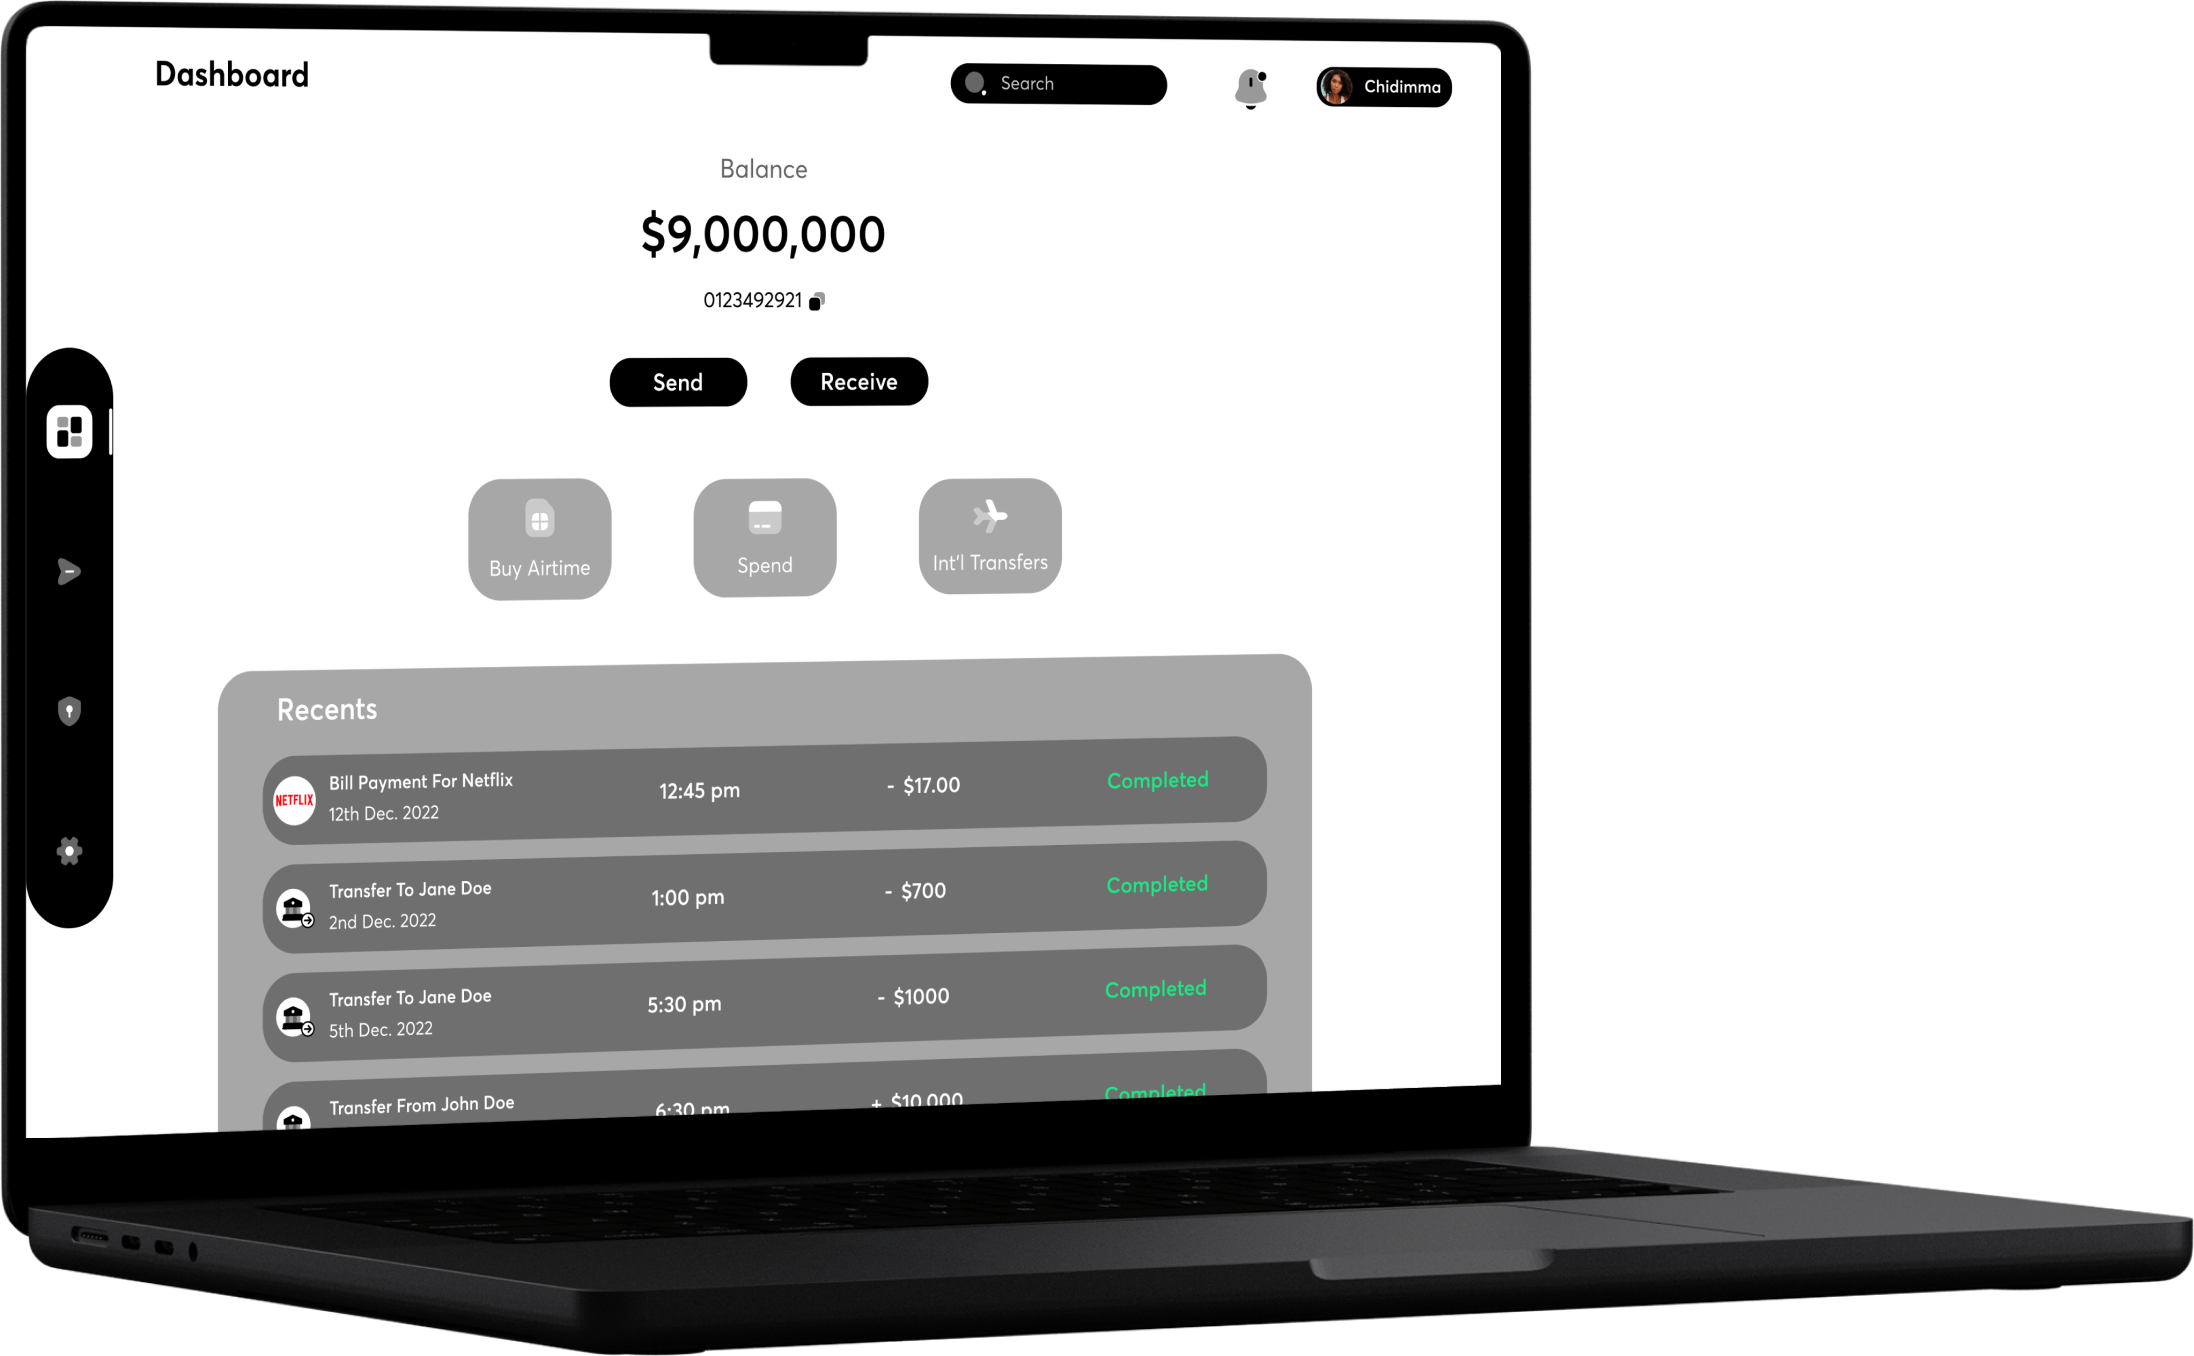 Dashboard
Search
Chidimma
Balance
$9,000,000
0123492921
Send
Receive
Buy Airtime
Spend
Int'l Transfers
Recents
NETFLIX
Bill Payment For Netflix
12th Dec. 2022
12:45 pm
- $17.00
Completed
Transfer To Jane Doe
2nd Dec. 2022
1:00 pm
- $700
Completed
Transfer To Jane Doe
5th Dec. 2022
5:30 pm
- $1000
Completed
Transfer From John Doe
6:30 pm
+ $10,000
Completed